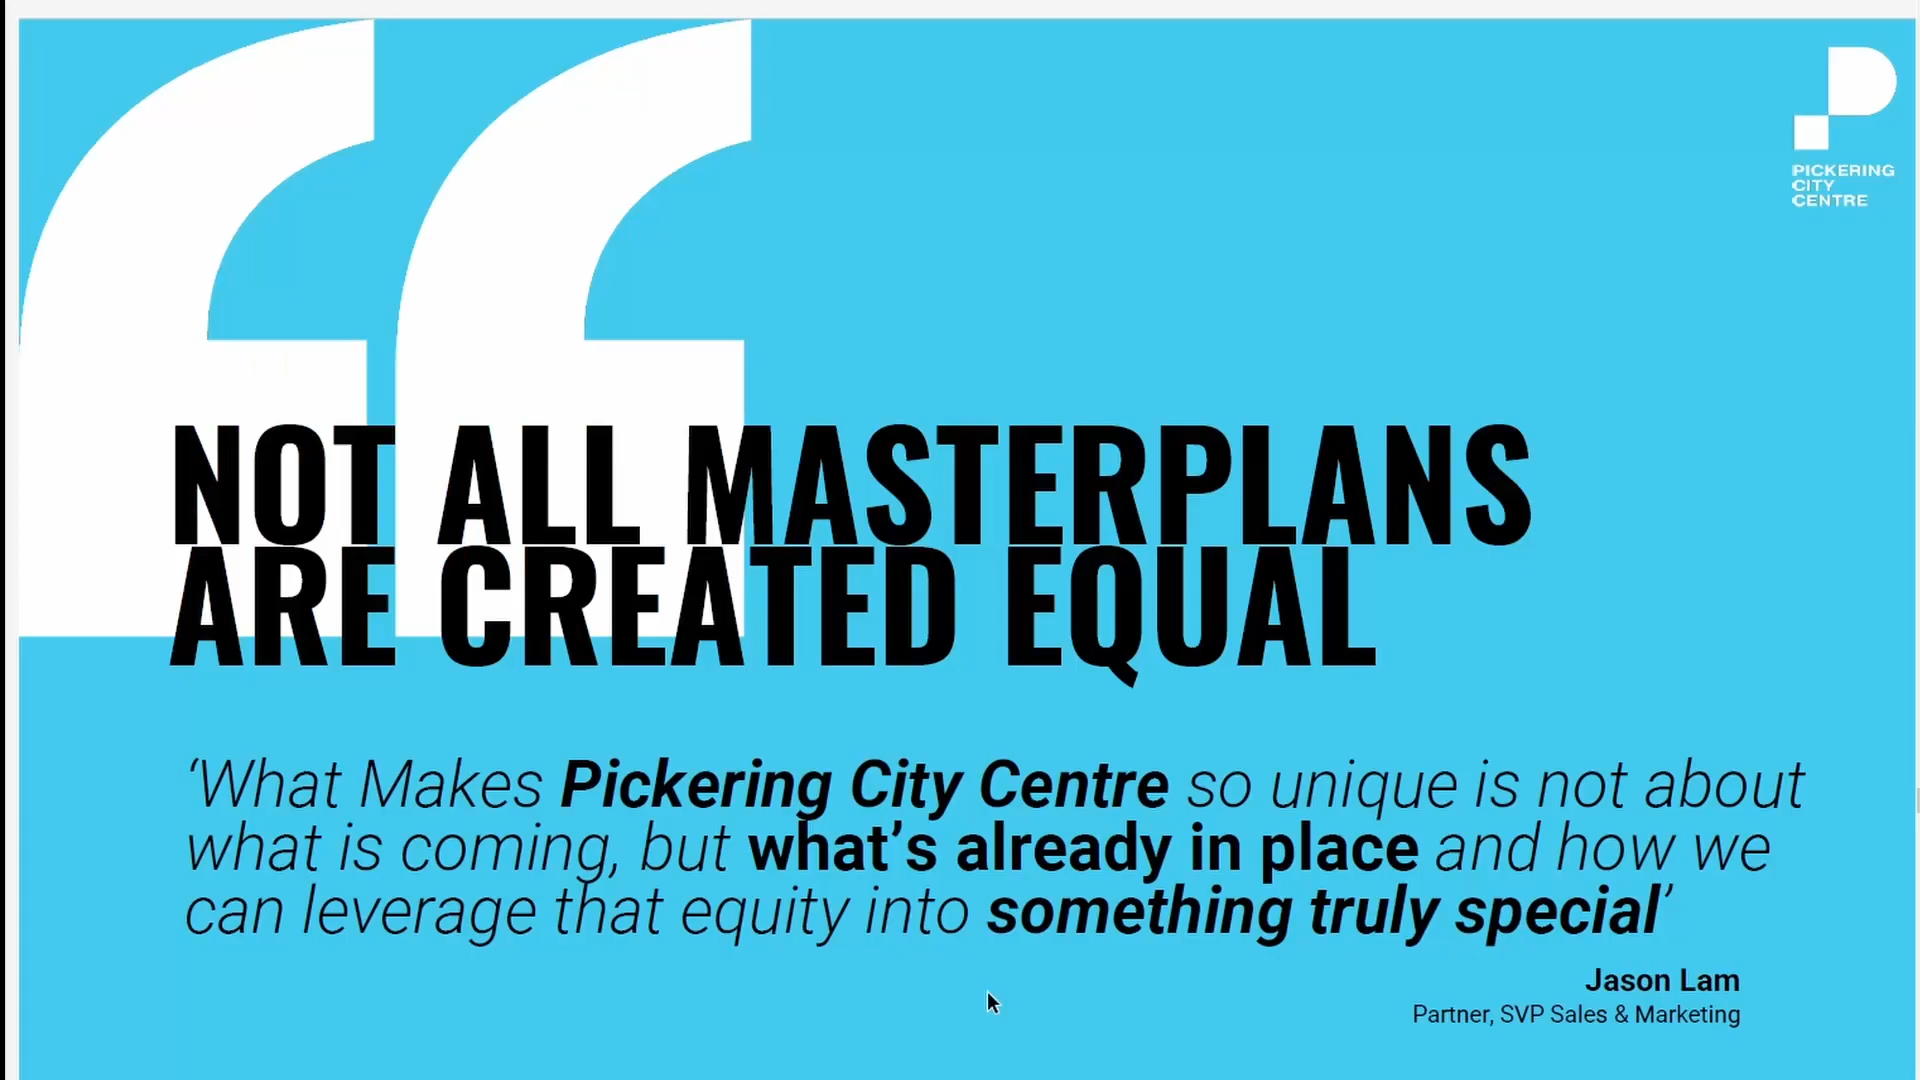 PICKERING
CITY
CENTRE
NOT ALL MASTERPLANS
ARE CREATED EQUAL
‘What Makes Pickering City Centre so unique is not about
what is coming, but what’s already in place and how we
can leverage that equity into something truly special’
Jason Lam
Partner, SVP Sales & Marketing